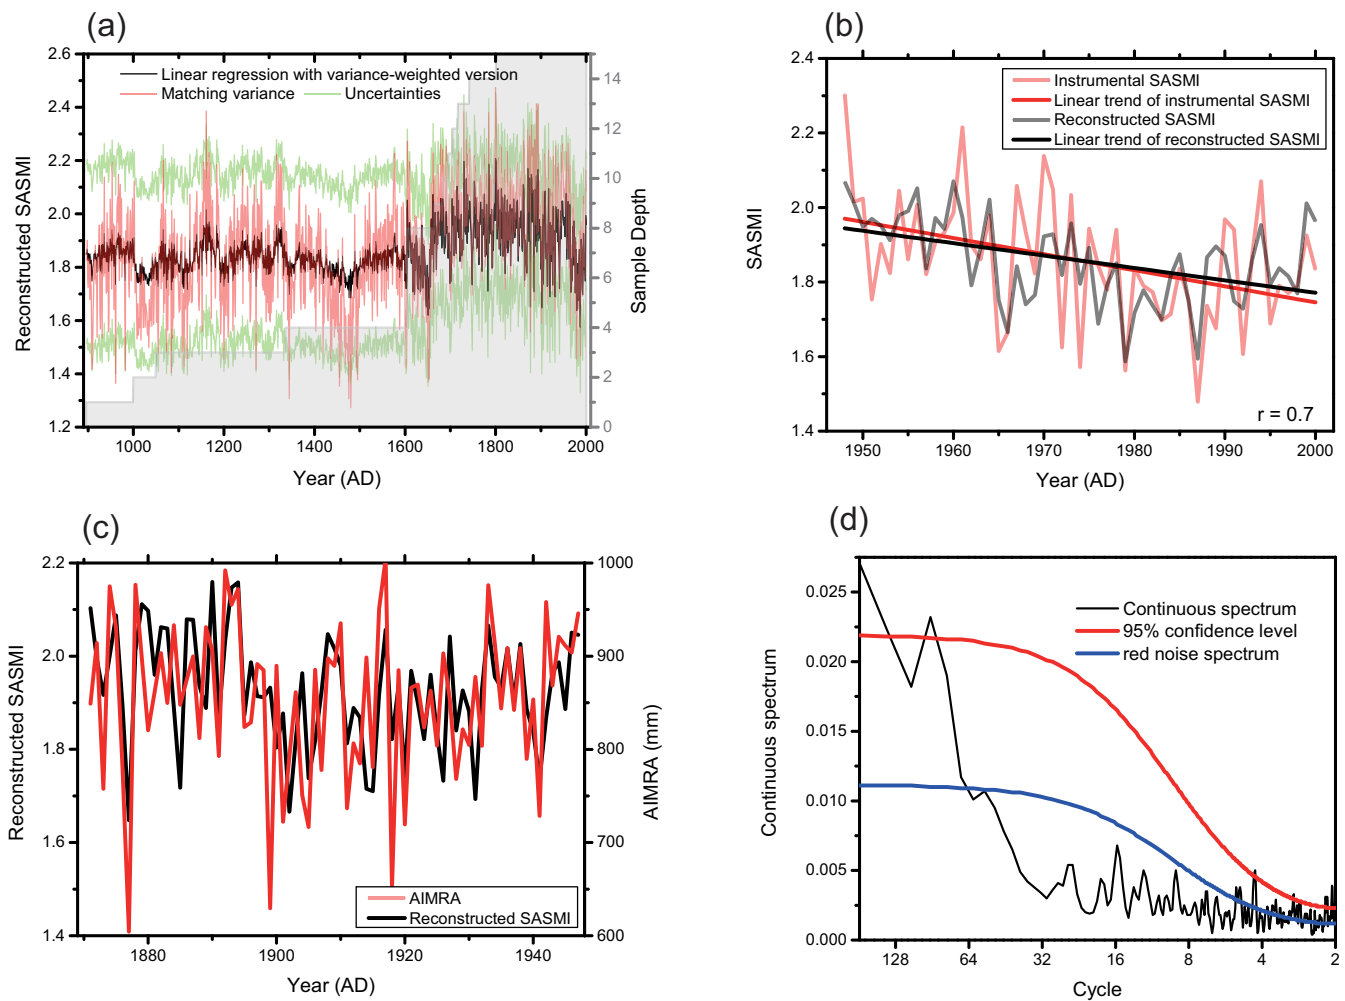 (a)
2.6
2.4
2.2
2.0
1.8
1.6
1.4
1.2
Reconstructed SASMI
Linear regression with variance-weighted version
Matching variance
Uncertainties
14
12
10
8
6
4
2
0
Sample Depth
1000
1200
1400
1600
1800
2000
Year (AD)
(b)
2.4
2.2
2.0
1.8
1.6
1.4
SASMI
Instrumental SASMI
Linear trend of instrumental SASMI
Reconstructed SASMI
Linear trend of reconstructed SASMI
r = 0.7
1950
1960
1970
1980
1990
2000
Year (AD)
(c)
2.2
2.0
1.8
1.6
1.4
Reconstructed SASMI
1000
900
800
700
600
AIMRA (mm)
AIMRA
Reconstructed SASMI
1880
1900
1920
1940
Year (AD)
(d)
0.025
0.020
0.015
0.010
0.005
0.000
Continuous spectrum
Continuous spectrum
95% confidence level
red noise spectrum
128
64
32
16
8
4
2
Cycle